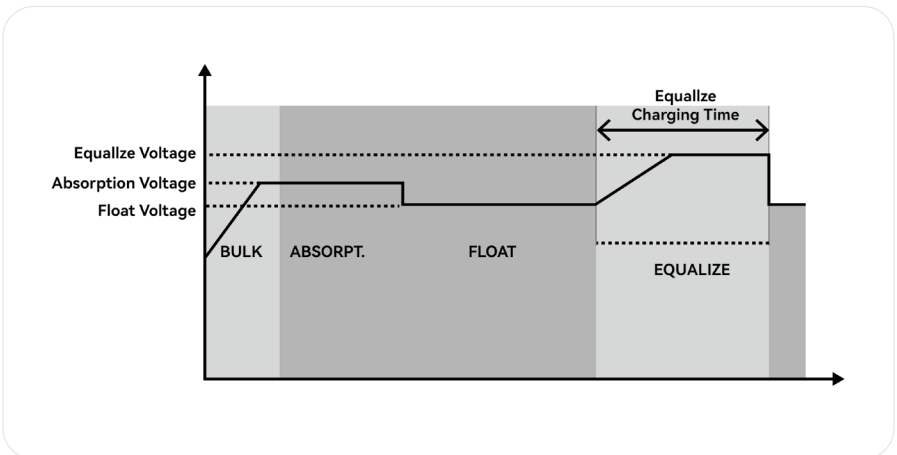 Equallze
Charging Time
Equallze Voltage
Absorption Voltage
Float Voltage
BULK
ABSORPT.
FLOAT
EQUALIZE